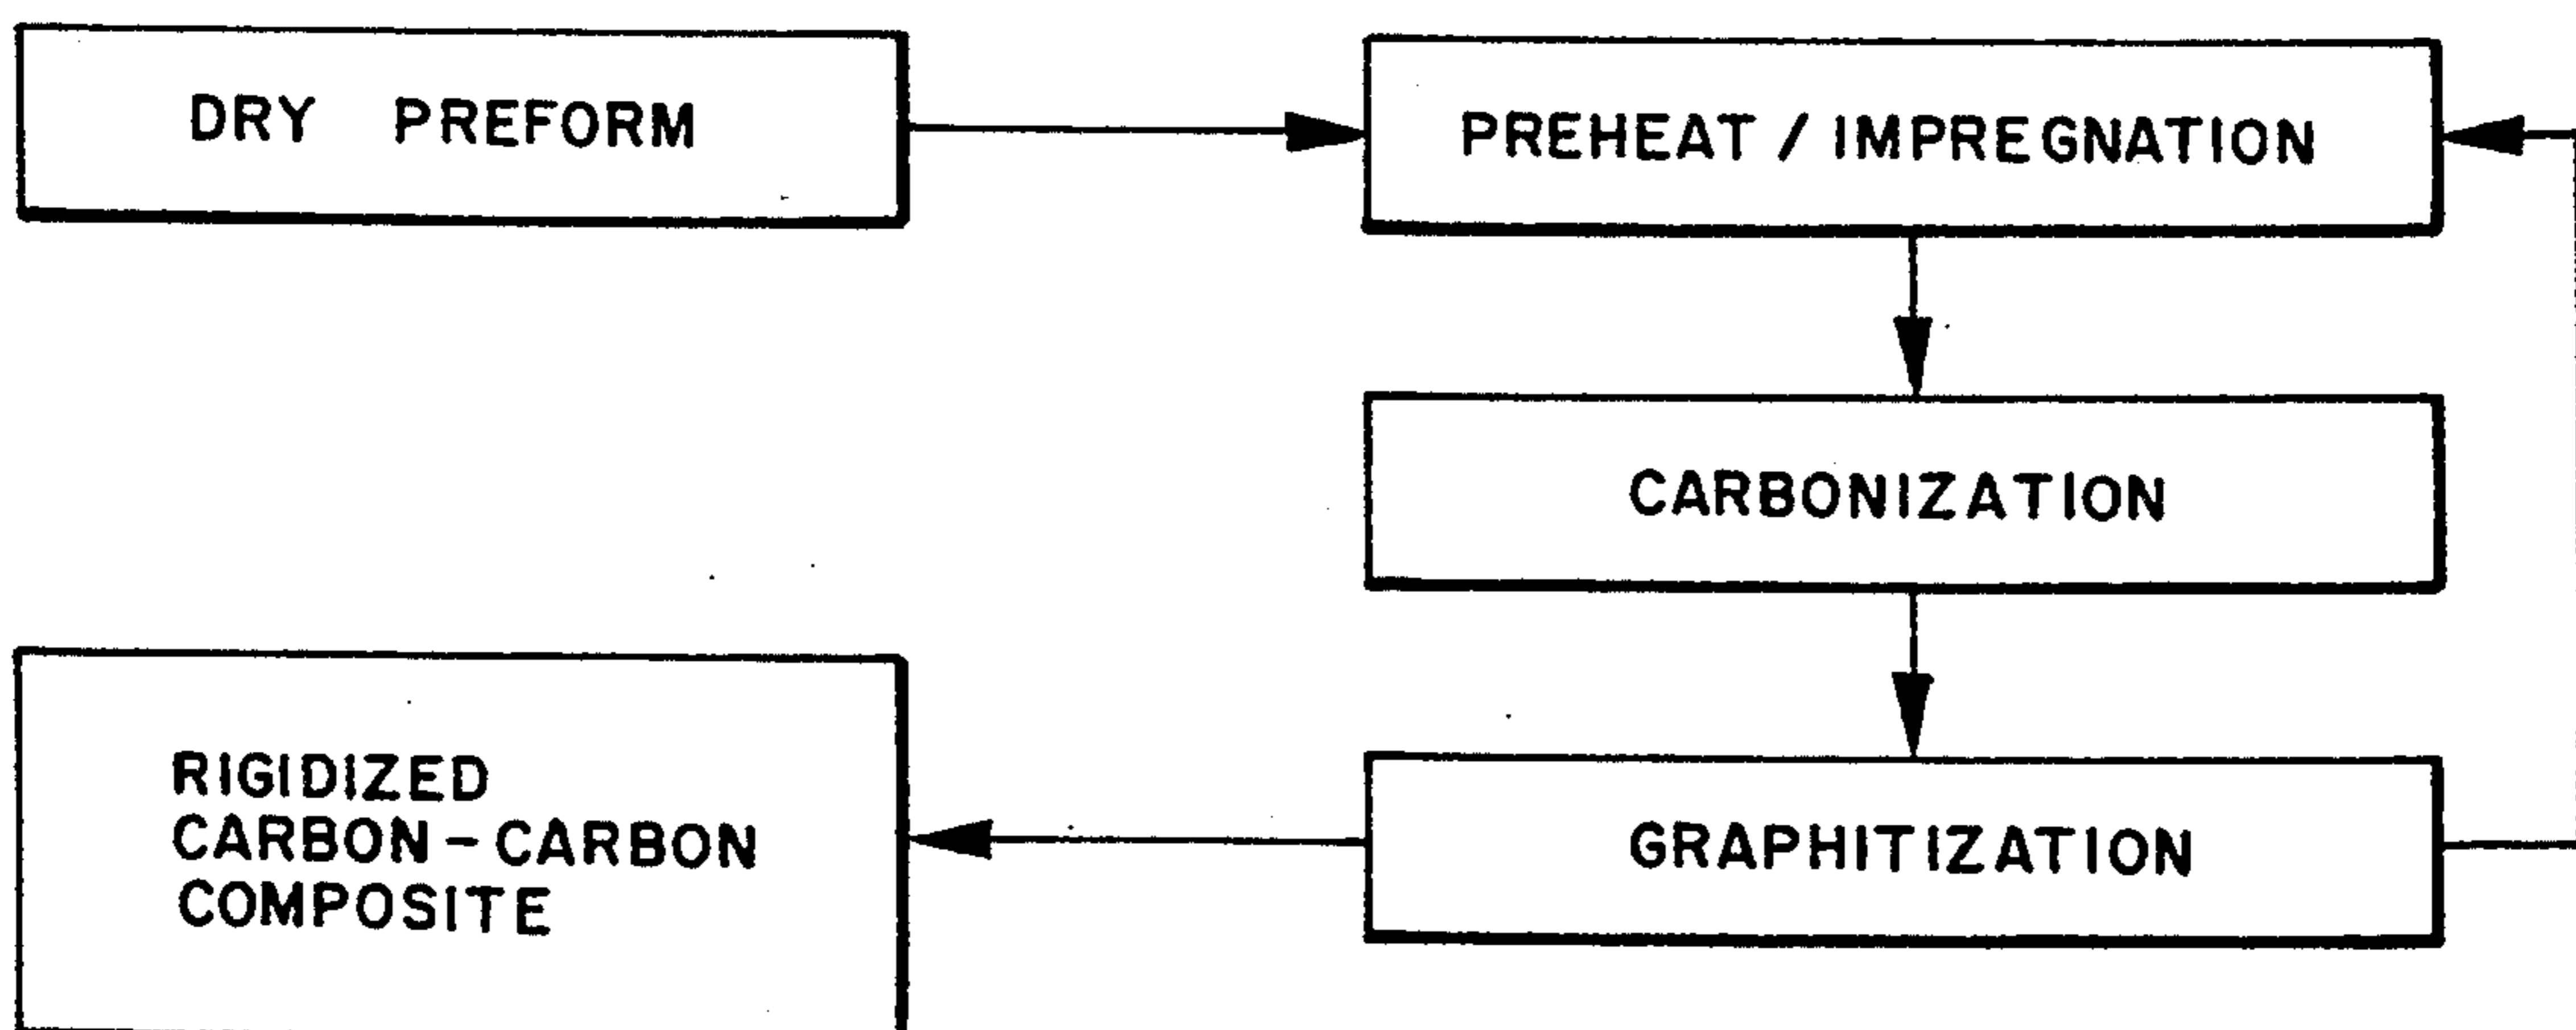 DRY PREFORM
PREHEAT / IMPREGNATION
CARBONIZATION
GRAPHITIZATION
RIGIDIZED
CARBON-CARBON
COMPOSITE